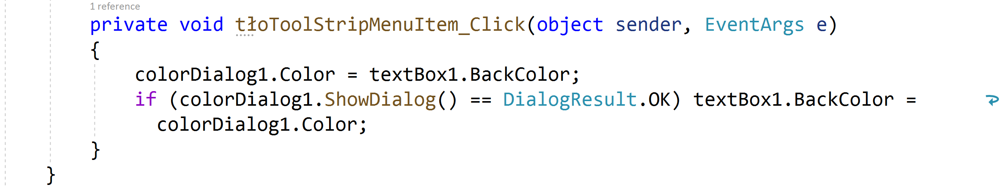 1 reference
private void tłoToolStripMenuItem_Click(object sender, EventArgs e)
{
colorDialog1.Color = textBox1.BackColor;
if (colorDialog1.ShowDialog() == DialogResult.OK) textBox1.BackColor =
colorDialog1.Color;
}
}